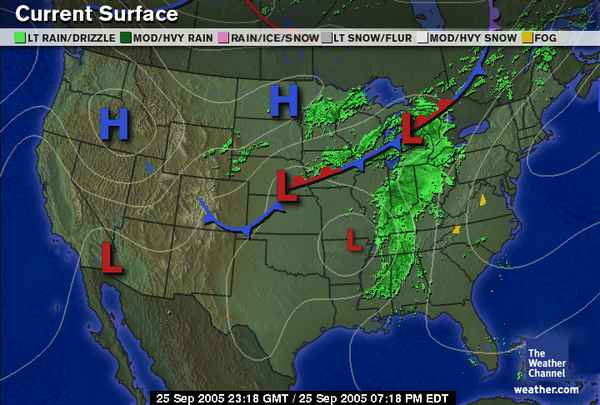 Current Surface
LT RAIN/DRIZZLE MOD/HVY RAIN RAIN/ICE/SNOW LT SNOW/FLUR MOD/HVY SNOW FOG
H
H
L
L
L
L
The
Weather
Channel
weather.com
25 Sep 2005 23:18 GMT / 25 Sep 2005 07:18 PM EDT